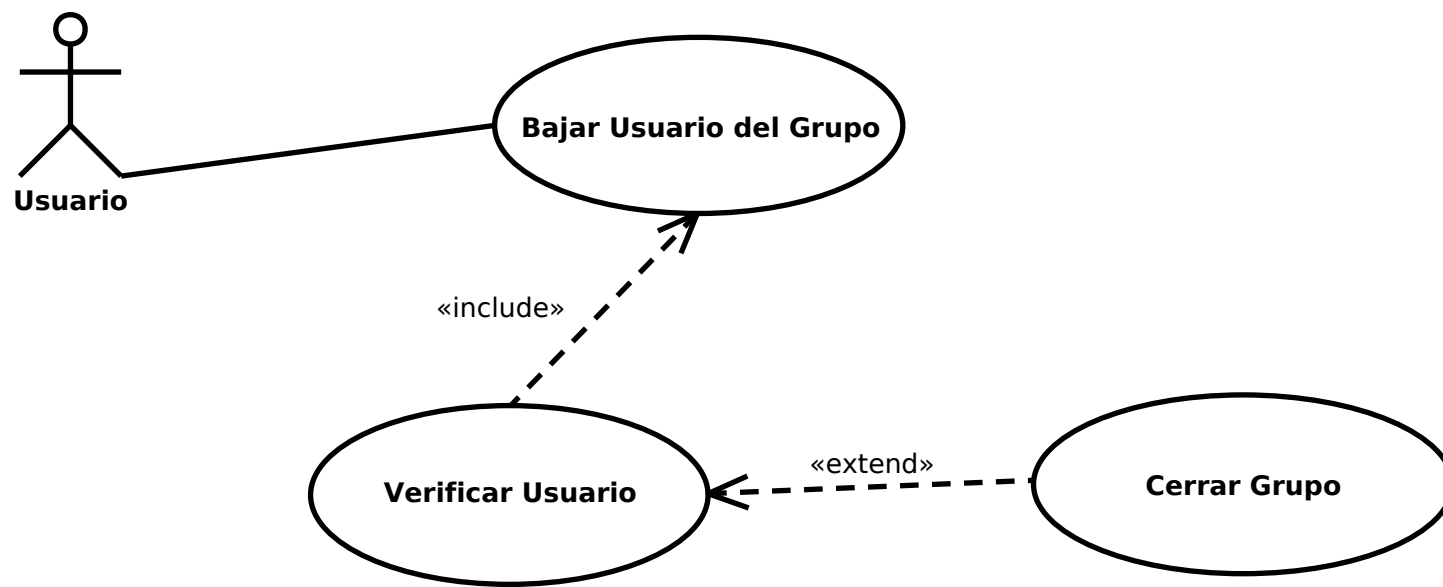 Bajar Usuario del Grupo
Usuario
«include»
«extend»
Verificar Usuario
Cerrar Grupo